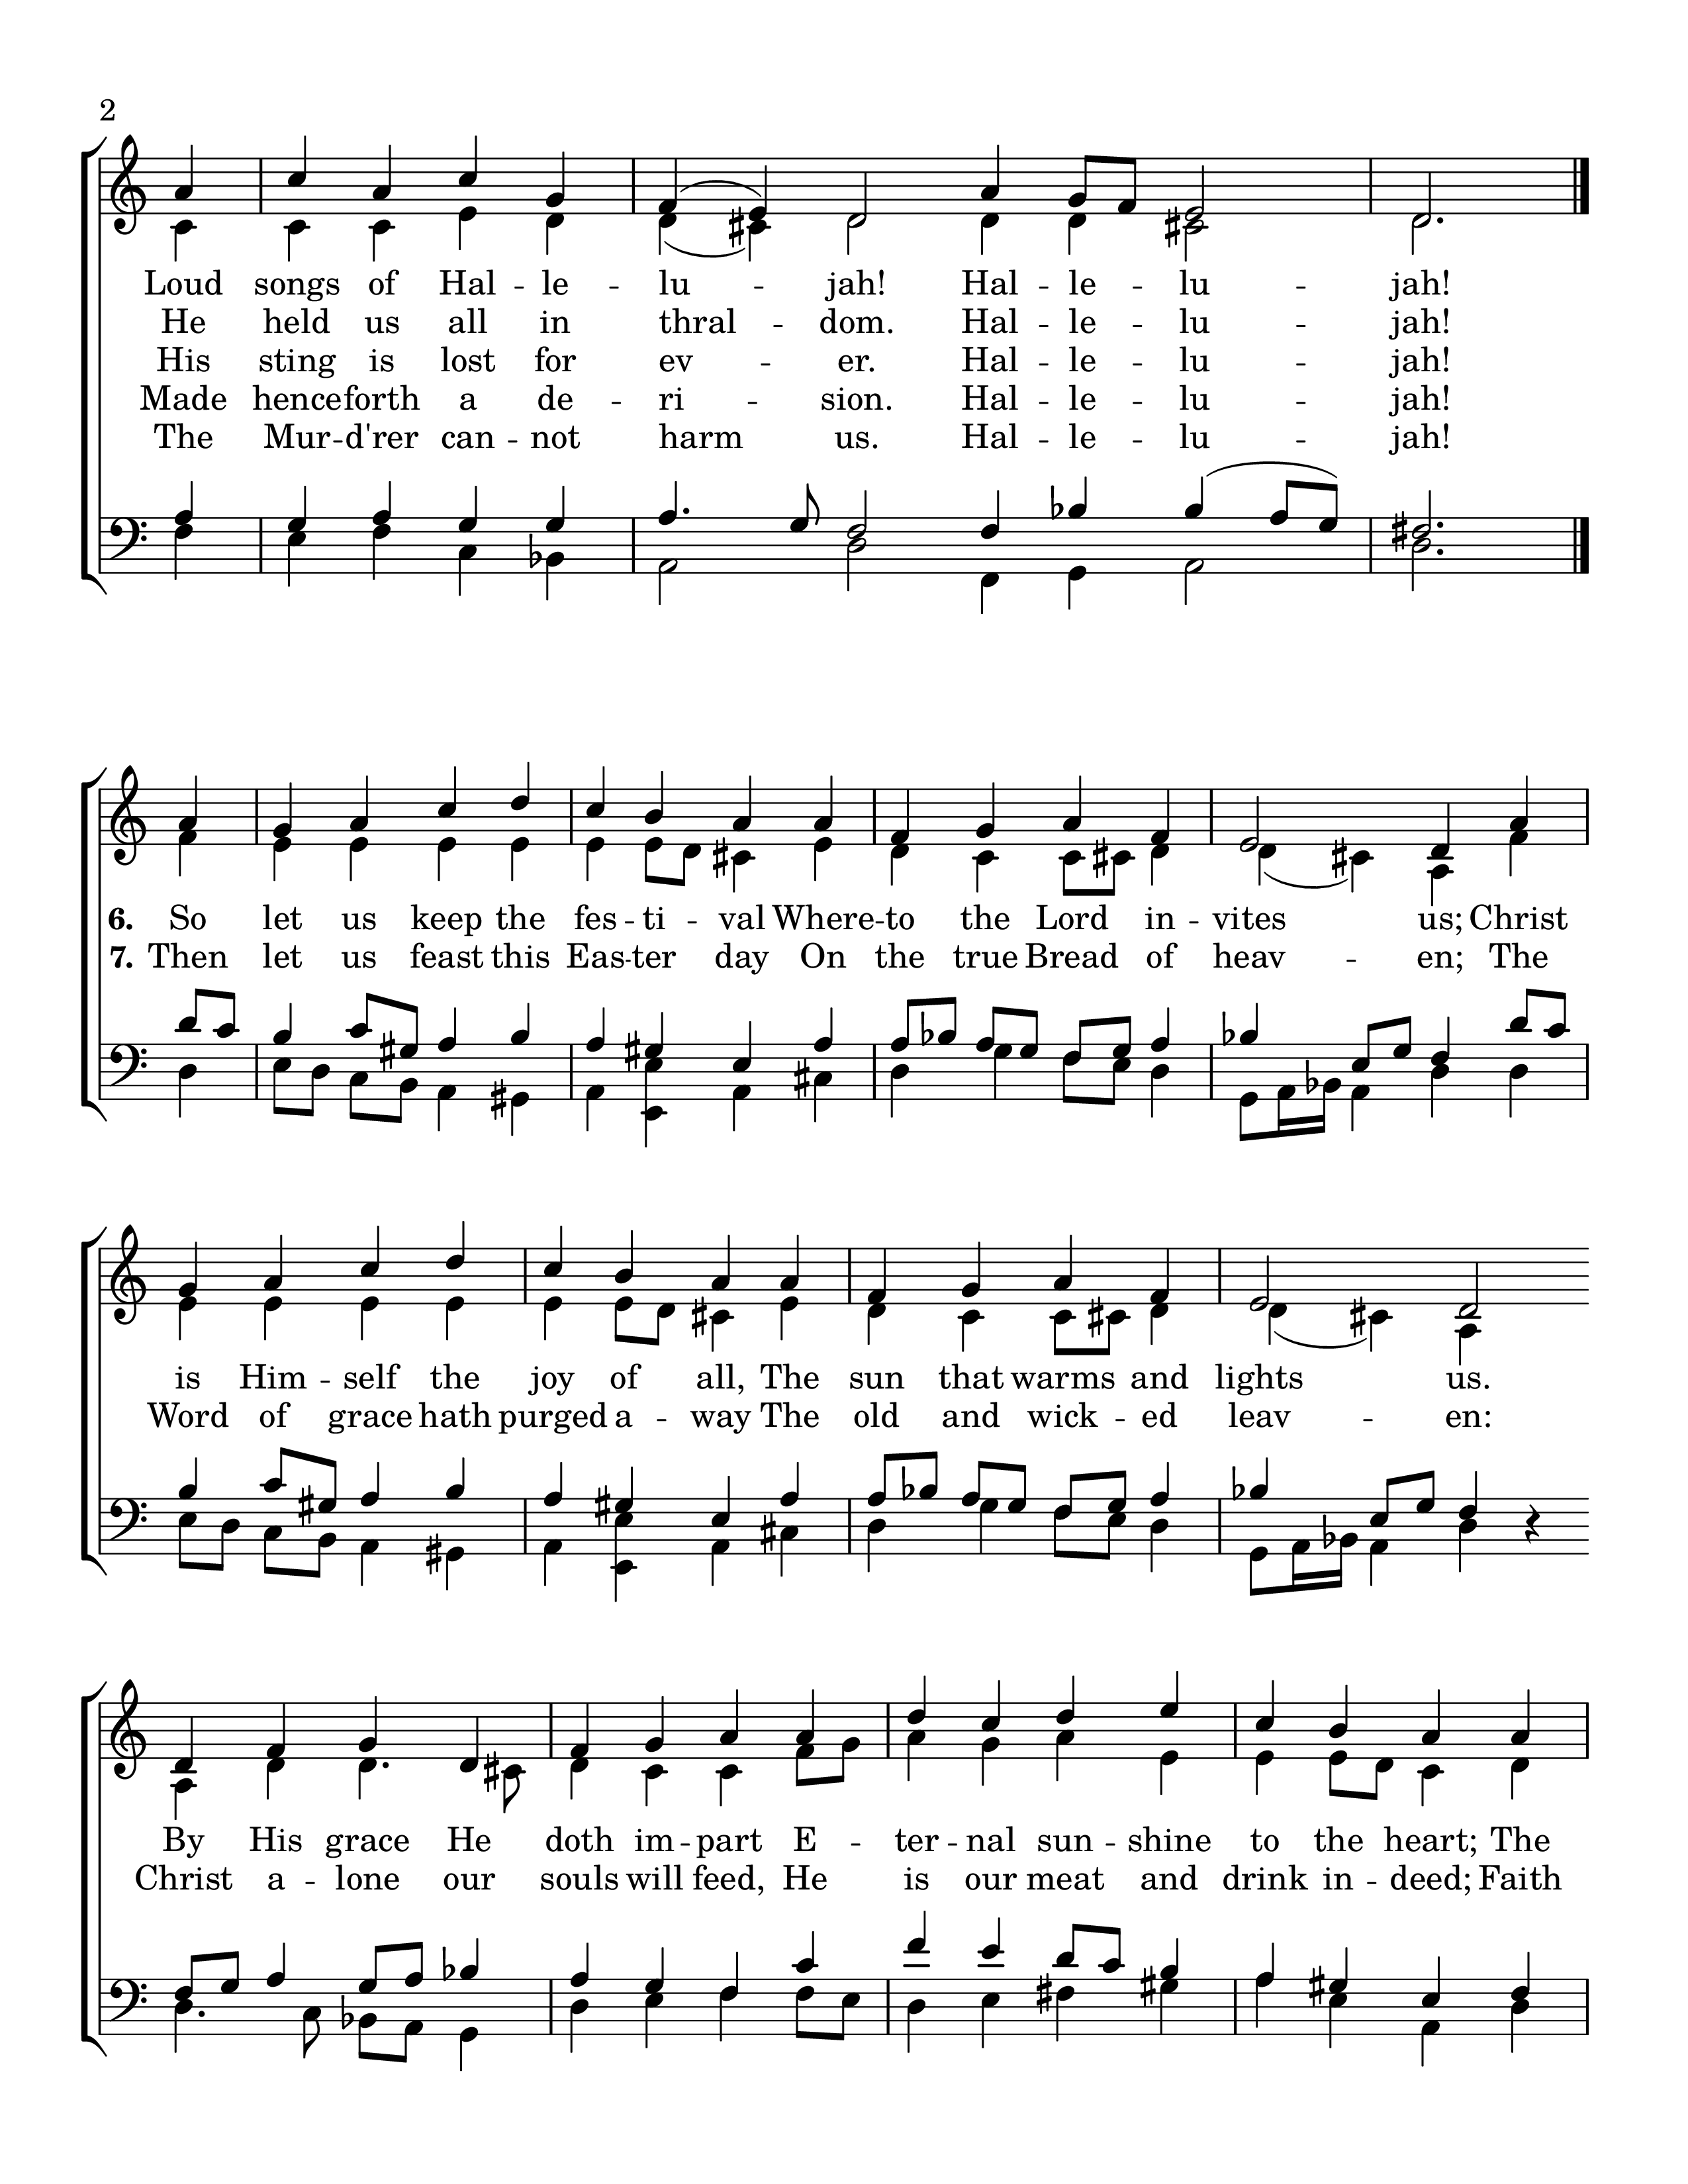 2
Loud songs of Hal -- le -- lu -- jah! Hal -- le -- lu -- jah!
He held us all in thral -- dom. Hal -- le -- lu -- jah!
His sting is lost for ev -- er. Hal -- le -- lu -- jah!
Made hence -- forth a de -- ri -- sion. Hal -- le -- lu -- jah!
The Mur -- d'rer can -- not harm us. Hal -- le -- lu -- jah!
6. So let us keep the fes -- ti -- val Where -- to the Lord in -- vites us; Christ
7. Then let us feast this Eas -- ter day On the true Bread of heav -- en; The
is Him -- self the joy of all, The sun that warms and lights us.
Word of grace hath purged a -- way The old and wick -- ed leav -- en:
By His grace He doth im -- part E -- ter -- nal sun -- shine to the heart; The
Christ a -- lone our souls will feed, He is our meat and drink in -- deed; Faith